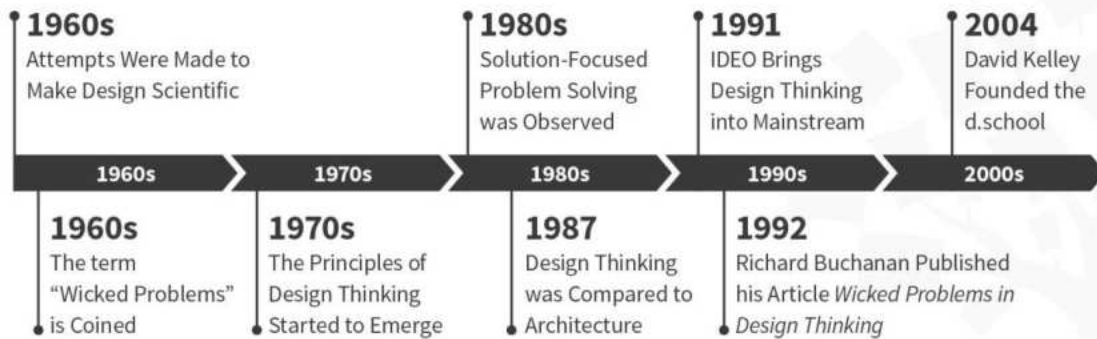 1960s
Attempts Were Made to
Make Design Scientific
1980s
Solution-Focused
Problem Solving
was Observed
1991
IDEO Brings
Design Thinking
into Mainstream
2004
David Kelley
Founded the
d.school
1960s
1970s
1980s
1990s
2000s
1960s
The term
“Wicked Problems”
is Coined
1970s
The Principles of
Design Thinking
Started to Emerge
1987
Design Thinking
was Compared to
Architecture
1992
Richard Buchanan Published
his Article Wicked Problems in
Design Thinking